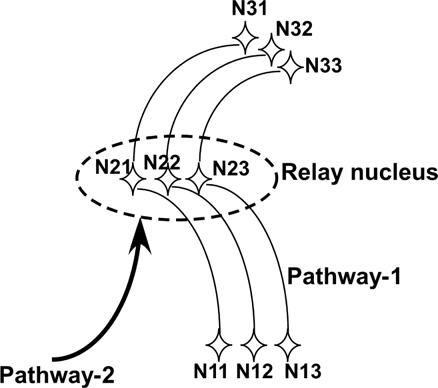 N31
N32
N33
N21 N22 N23
Relay nucleus
Pathway-1
N11 N12 N13
Pathway-2